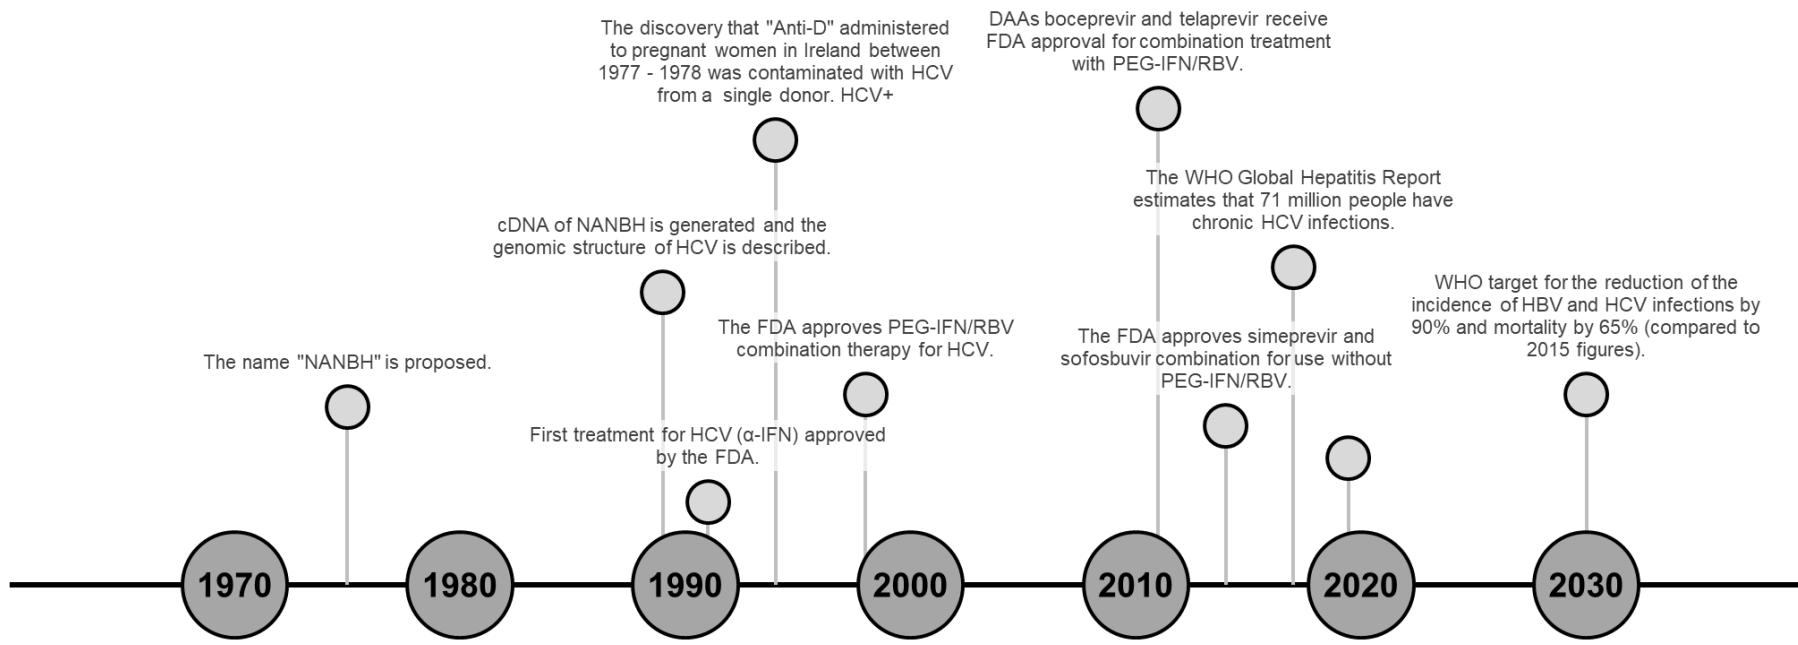 The discovery that "Anti-D" administered
to pregnant women in Ireland between
1977 - 1978 was contaminated with HCV
from a single donor. HCV+
DAAs boceprevir and telaprevir receive
FDA approval for combination treatment
with PEG-IFN/RBV.
The WHO Global Hepatitis Report
estimates that 71 million people have
chronic HCV infections.
cDNA of NANBH is generated and the
genomic structure of HCV is described.
WHO target for the reduction of the
incidence of HBV and HCV infections by
90% and mortality by 65% (compared to
2015 figures).
The FDA approves PEG-IFN/RBV
combination therapy for HCV.
The FDA approves simeprevir and
sofosbuvir combination for use without
PEG-IFN/RBV.
The name "NANBH" is proposed.
First treatment for HCV (α-IFN) approved
by the FDA.
1970
1980
1990
2000
2010
2020
2030